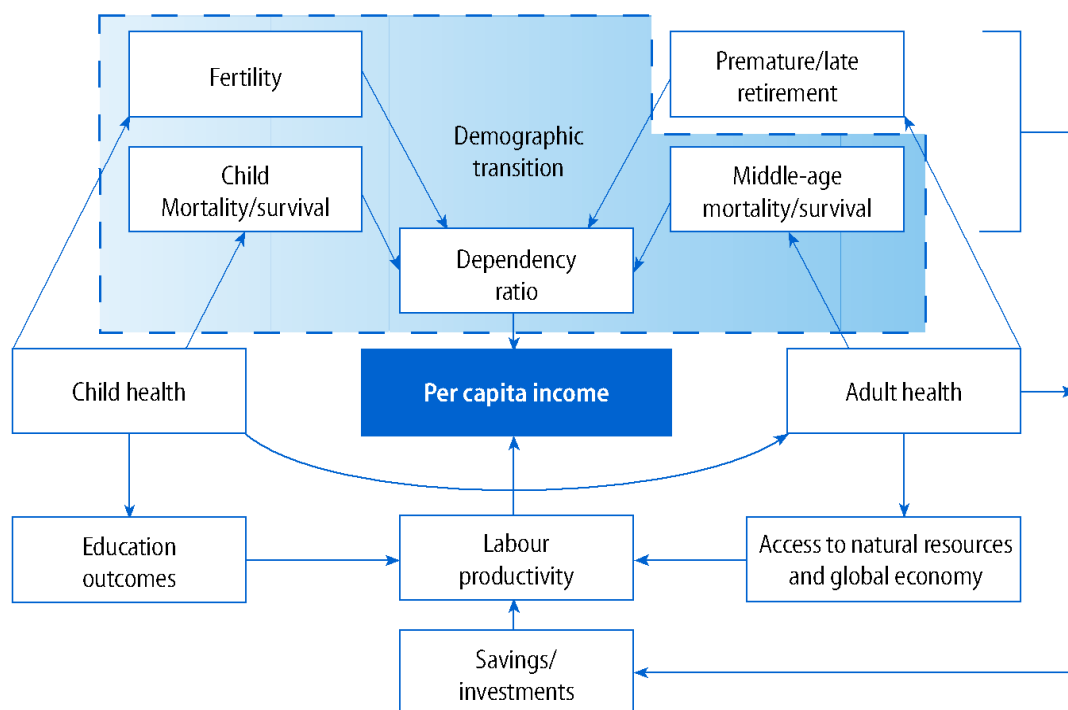 Fertility
Premature/late
retirement
Demographic
transition
Child
Mortality/survival
Middle-age
mortality/survival
Dependency
ratio
Child health
Per capita income
Adult health
Education
outcomes
Labour
productivity
Access to natural resources
and global economy
Savings/
investments